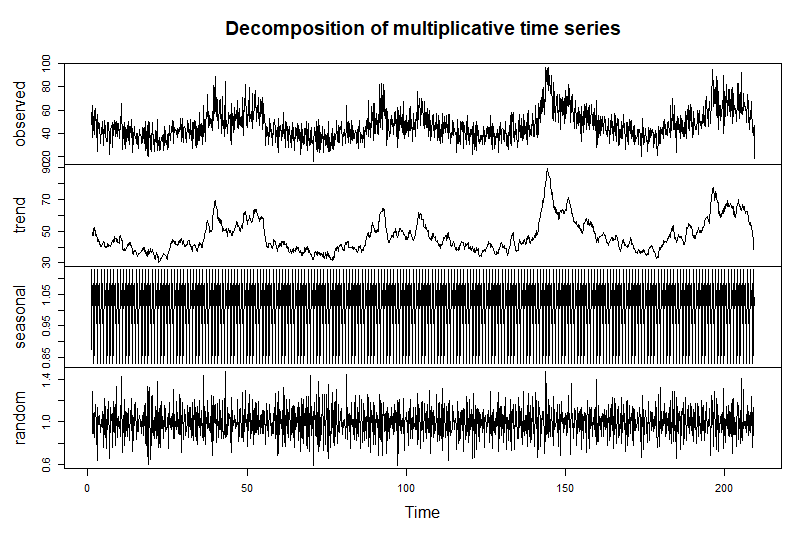 Decomposition of multiplicative time series
observed
100
80
60
40
20
trend
90
70
50
30
seasonal
1.05
0.95
0.85
random
1.4
1.0
0.6
0 50 100 150 200
Time